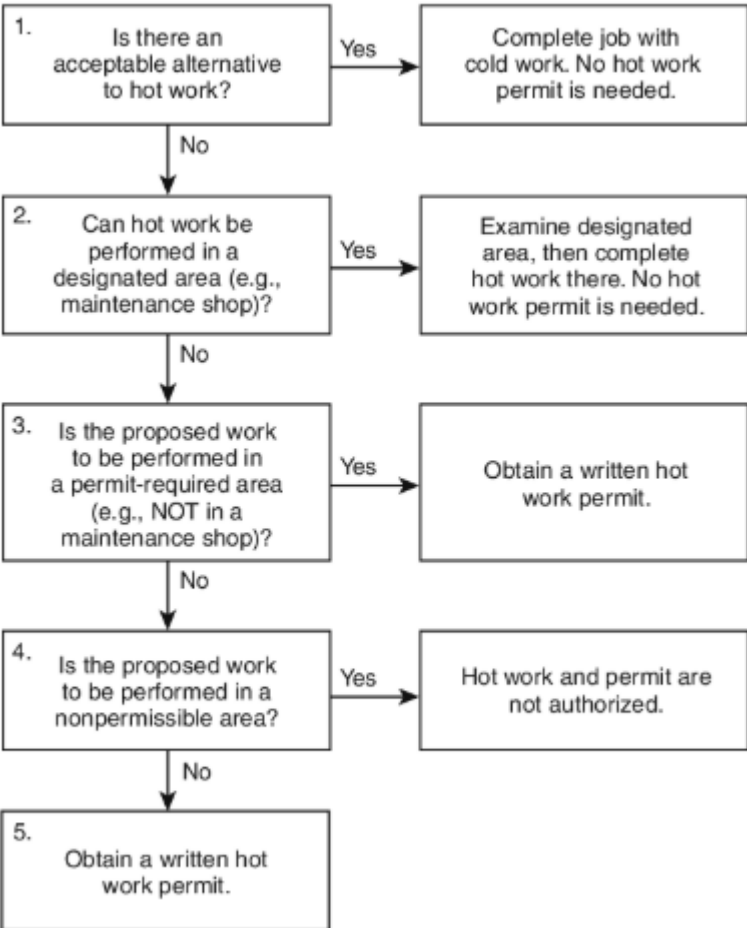 1.
Is there an
acceptable alternative
to hot work?
Yes
Complete job with
cold work. No hot work
permit is needed.
No
2.
Can hot work be
performed in a
designated area (e.g.,
maintenance shop)?
Yes
Examine designated
area, then complete
hot work there. No hot
work permit is needed.
No
3.
Is the proposed work
to be performed in
a permit-required area
(e.g., NOT in a
maintenance shop)?
Yes
Obtain a written hot
work permit.
No
4.
Is the proposed work
to be performed in a
nonpermissible area?
Yes
Hot work and permit are
not authorized.
No
5.
Obtain a written hot
work permit.